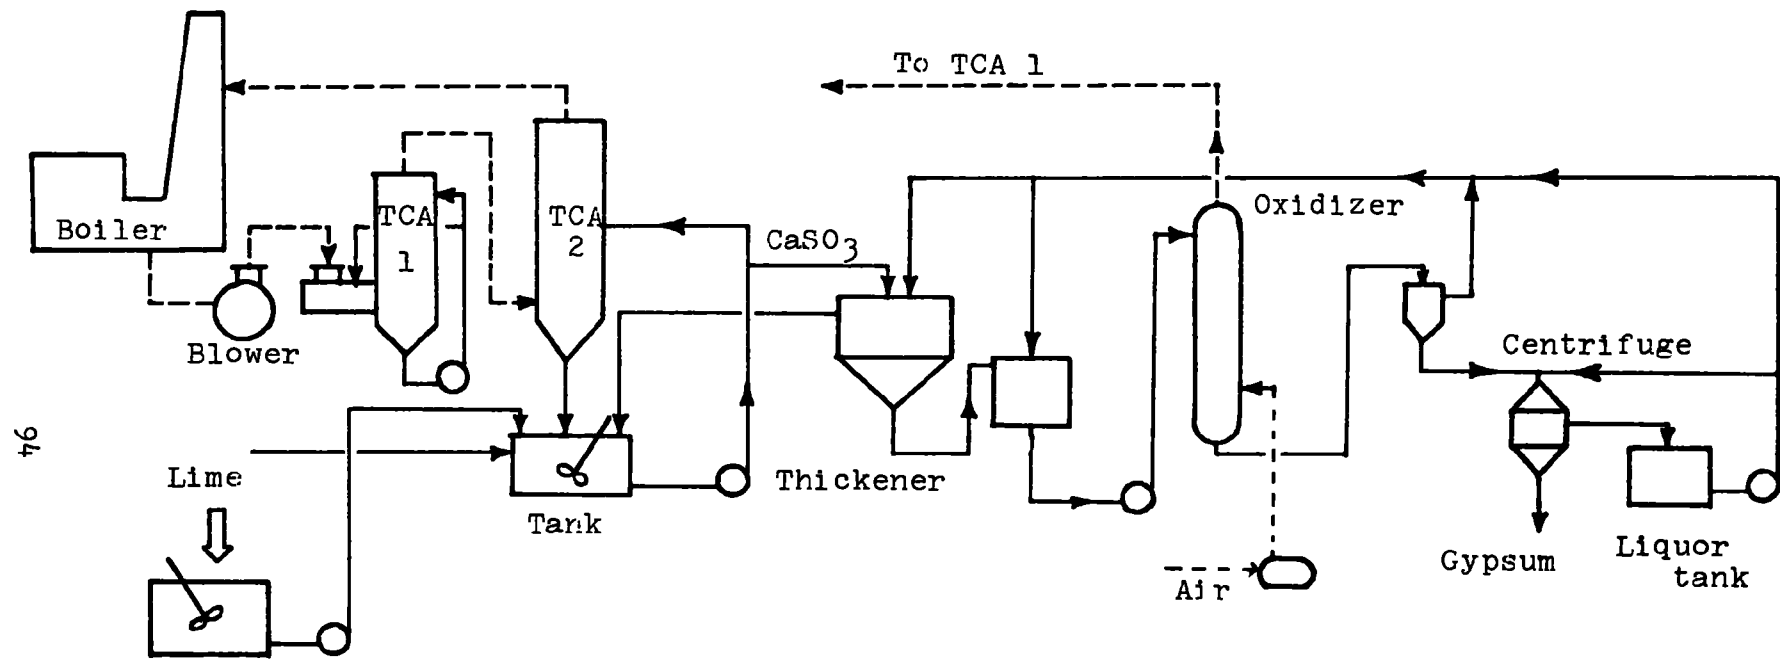 To TCA 1
Boiler
TCA
1
TCA
2
CaSO3
Oxidizer
Blower
Centrifuge
94
Lime
Thickener
Tank
Gypsum
Liquor
tank
Air